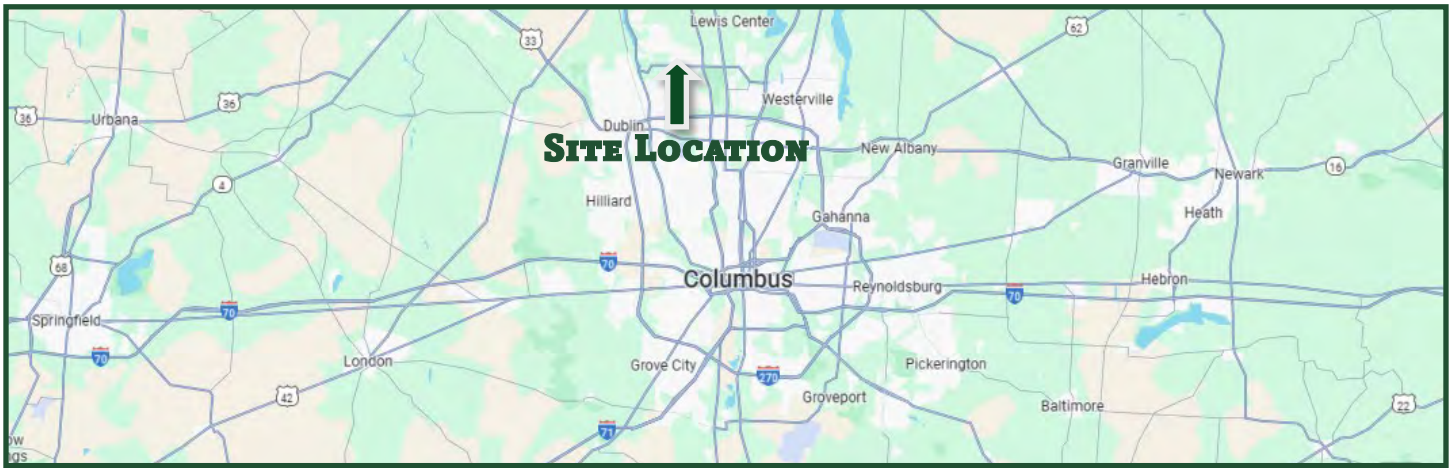 Lewis Center
33
62
36
36
Urbana
Westerville
Dublin
SITE LOCATION
New Albany
Granville
16
Newark
4
Hilliard
Heath
Gahanna
70
68
Columbus
Hebron
Reynoldsburg
70
70
Springfield
70
London
Grove City
Pickerington
270
42
Groveport
Baltimore
22
71
ow
ngs